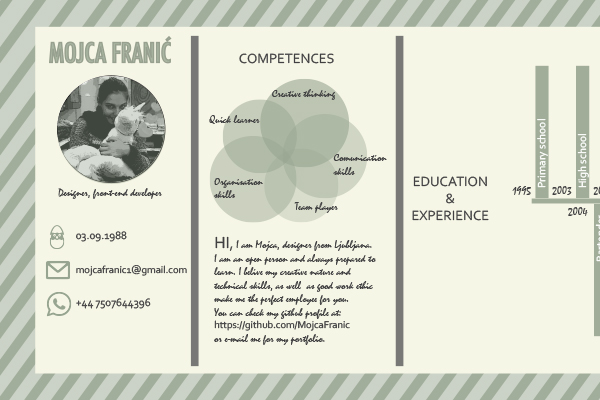 MOJCA FRANIĆ
Designer, front-end developer
03.09.1988
mojcafranic1@gmail.com
+44 7507644396
COMPETENCES
Creative thinking
Quick learner
Comunication
skills
Organisation
skills
Team player
HI, I am Mojca, designer from Ljubljana.
I am an open person and always prepared to
learn. I belive my creative nature and
technical skills, as well as good work ethic
make me the perfect employee for you.
You can check my github profile at:
https://github.com/MojcaFranic
or e-mail me for my portfolio.
EDUCATION
&
EXPERIENCE
Primary school
High school
1995
2003
20
2004